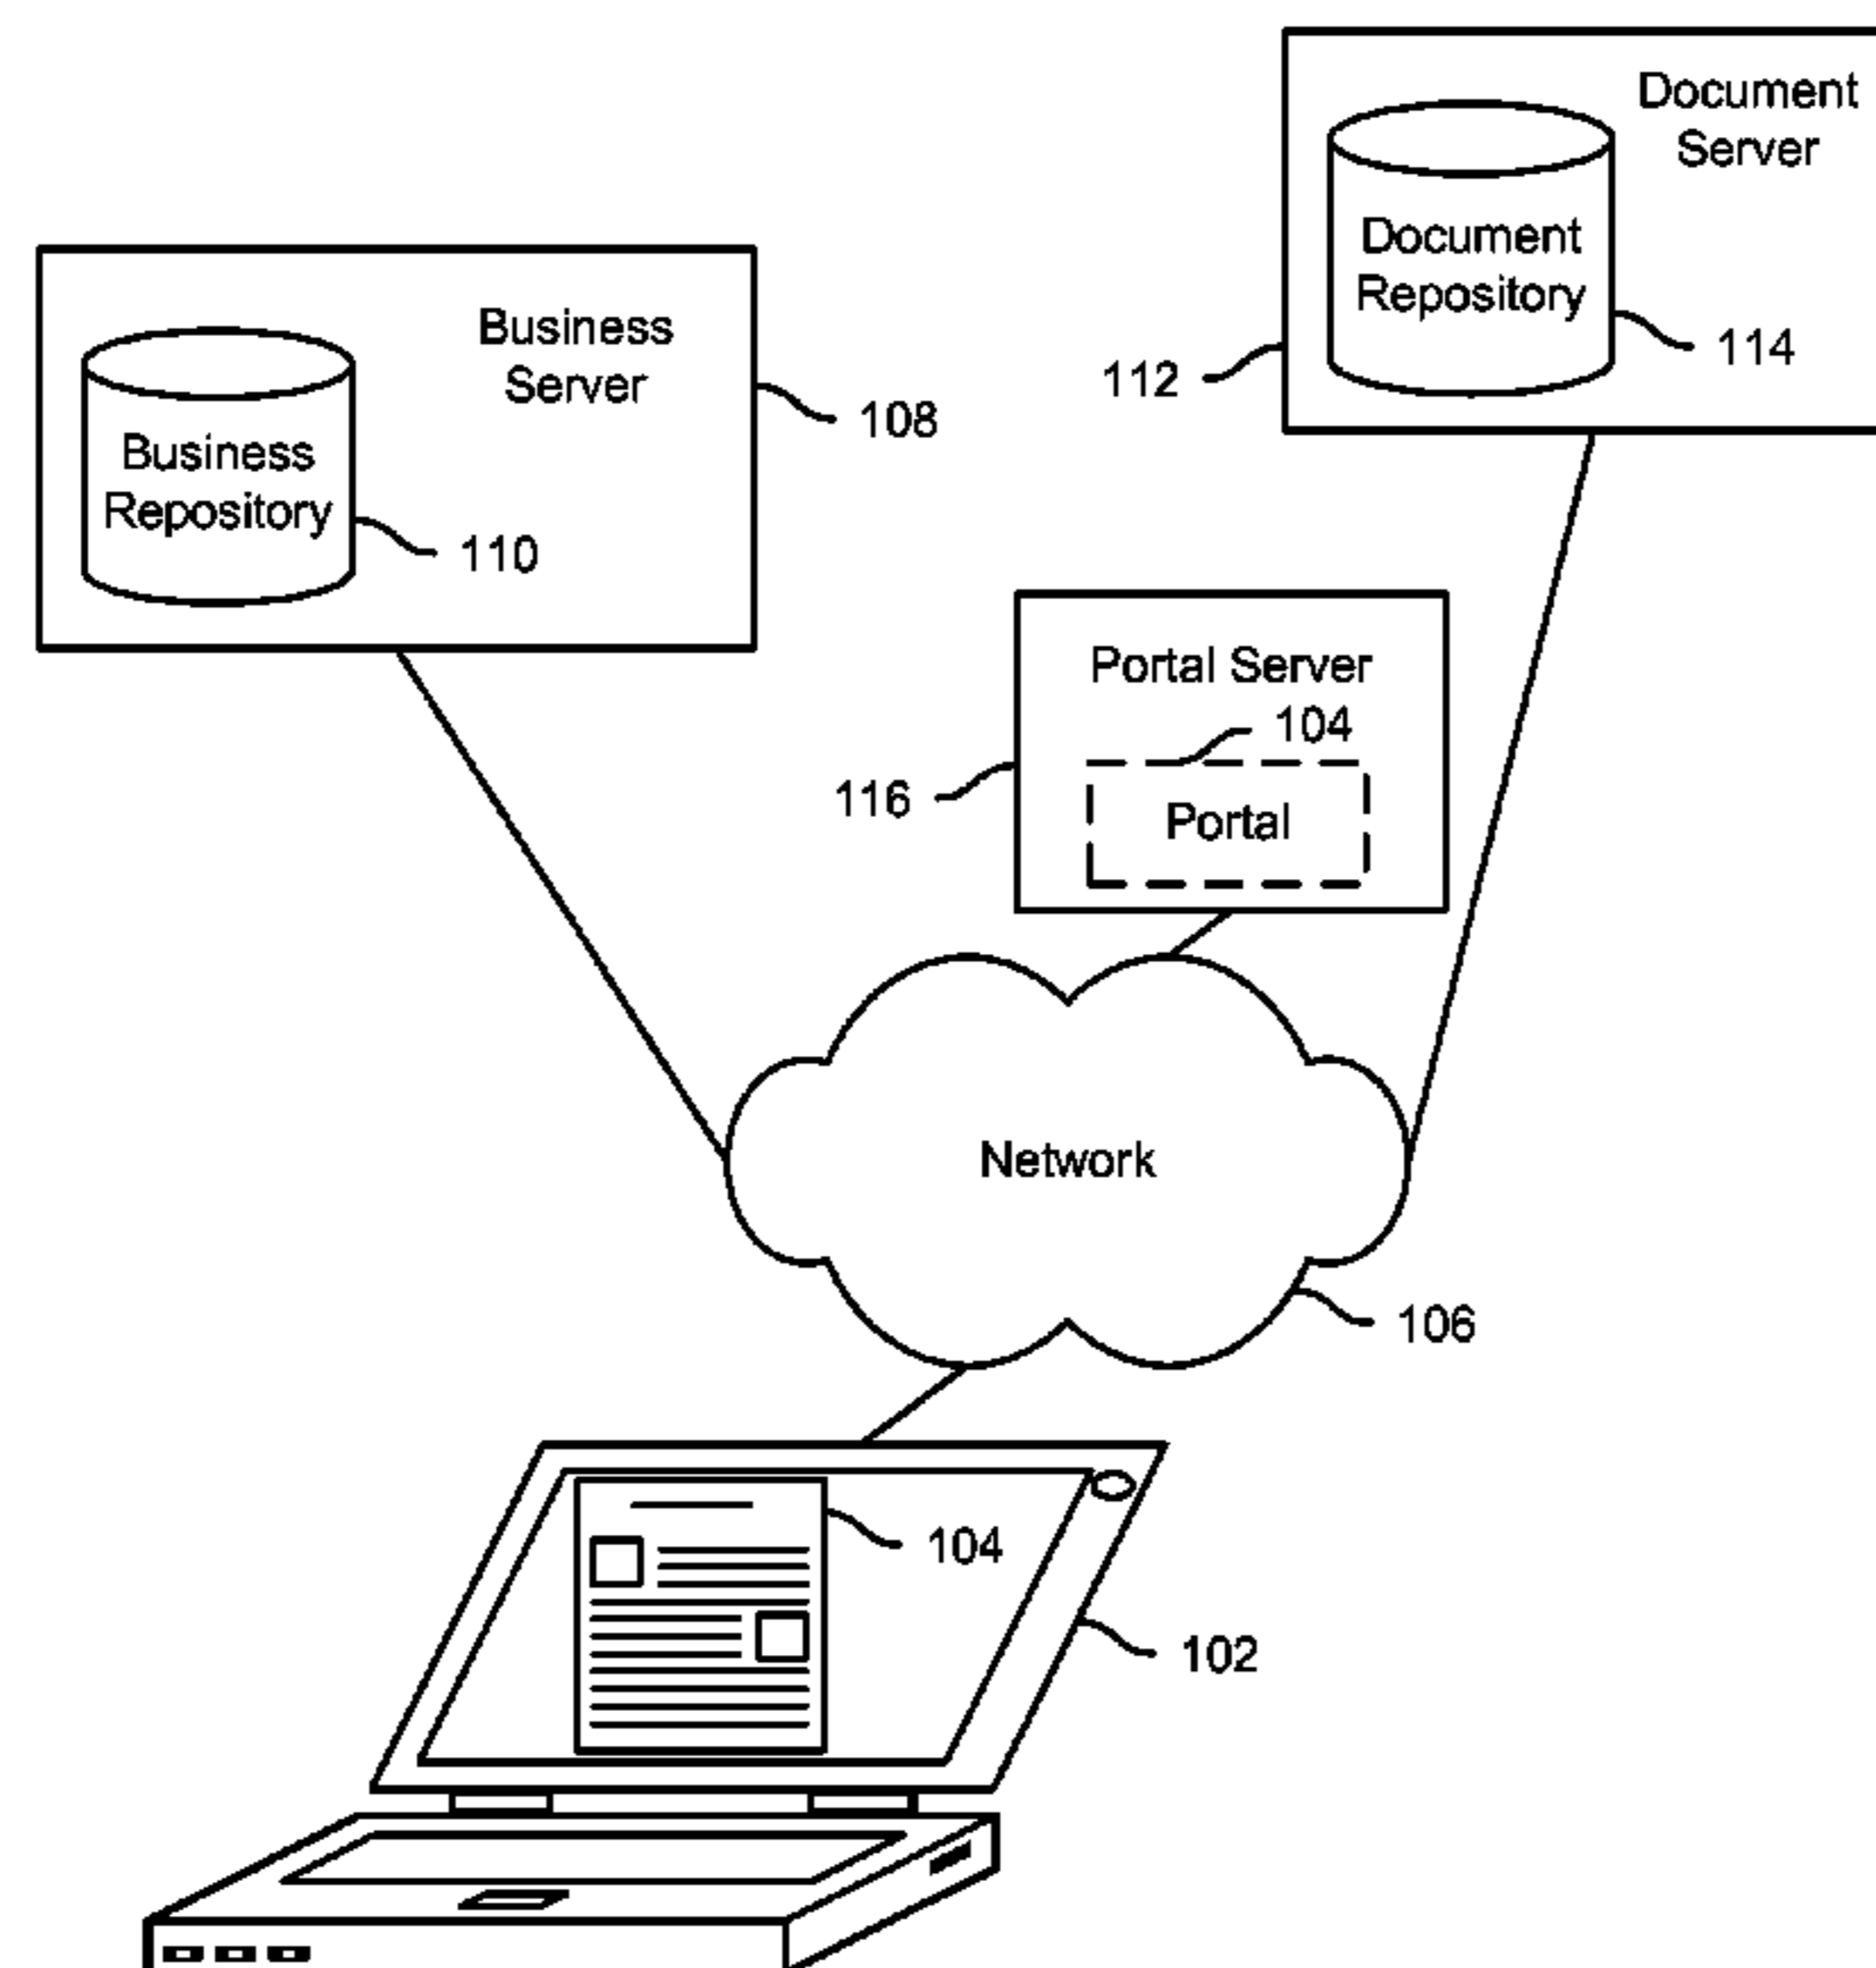 Document
Server
Document
Repository
114
112
Business
Server
108
Business
Repository
110
Portal Server
104
116
Portal
Network
106
104
102